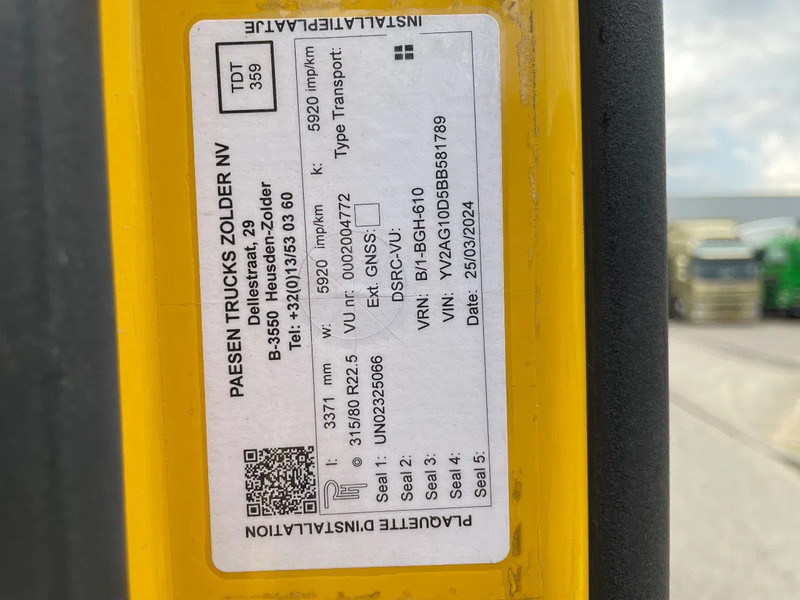 INSTALLATIEPLAATJE
PAESEN TRUCKS ZOLDER NV
Dellestraat, 29
B-3550 Heusden-Zolder
Tel: +32(0)13/53 03 60
TDT
359
l: 3371 mm w: 5920 imp/km k: 5920 imp/km
315/80 R22.5 VU nr: 0U02004772 Type Transport:
Seal 1: UN02325066 Ext. GNSS:
Seal 2: DSRC-VU:
Seal 3: VRN: B/1-BGH-610
Seal 4: VIN: YV2AG10D5BB581789
Seal 5: Date: 25/03/2024
PLAQUETTE D'INSTALLATION